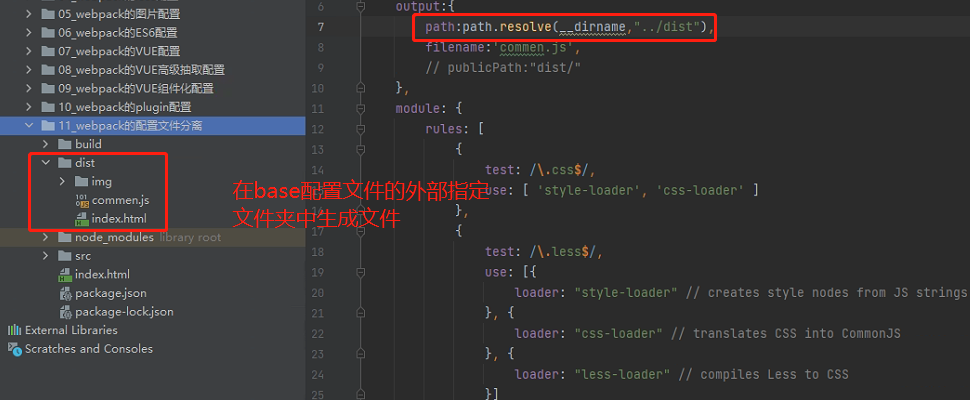 05_webpack的图片配置
06_webpack的ES6配置
07_webpack的VUE配置
08_webpack的VUE高级抽取配置
09_webpack的VUE组件化配置
10_webpack的plugin配置
11_webpack的配置文件分离
build
dist
img
commen.js
index.html
node_modules library root
src
index.html
package.json
package-lock.json
External Libraries
Scratches and Consoles
在base配置文件的外部指定
文件夹中生成文件
6 output:{
7 path:path.resolve(__dirname,"../dist"),
8 filename:'commen.js',
9 // publicPath:"dist/"
10 },
11 module: {
12 rules: [
13 {
14 test: /\.css$/,
15 use: [ 'style-loader', 'css-loader' ]
16 },
17 {
18 test: /\.less$/,
19 use: [{
20 loader: "style-loader" // creates style nodes from JS strings
21 }, {
22 loader: "css-loader" // translates CSS into CommonJS
23 }, {
24 loader: "less-loader" // compiles Less to CSS
25 }]